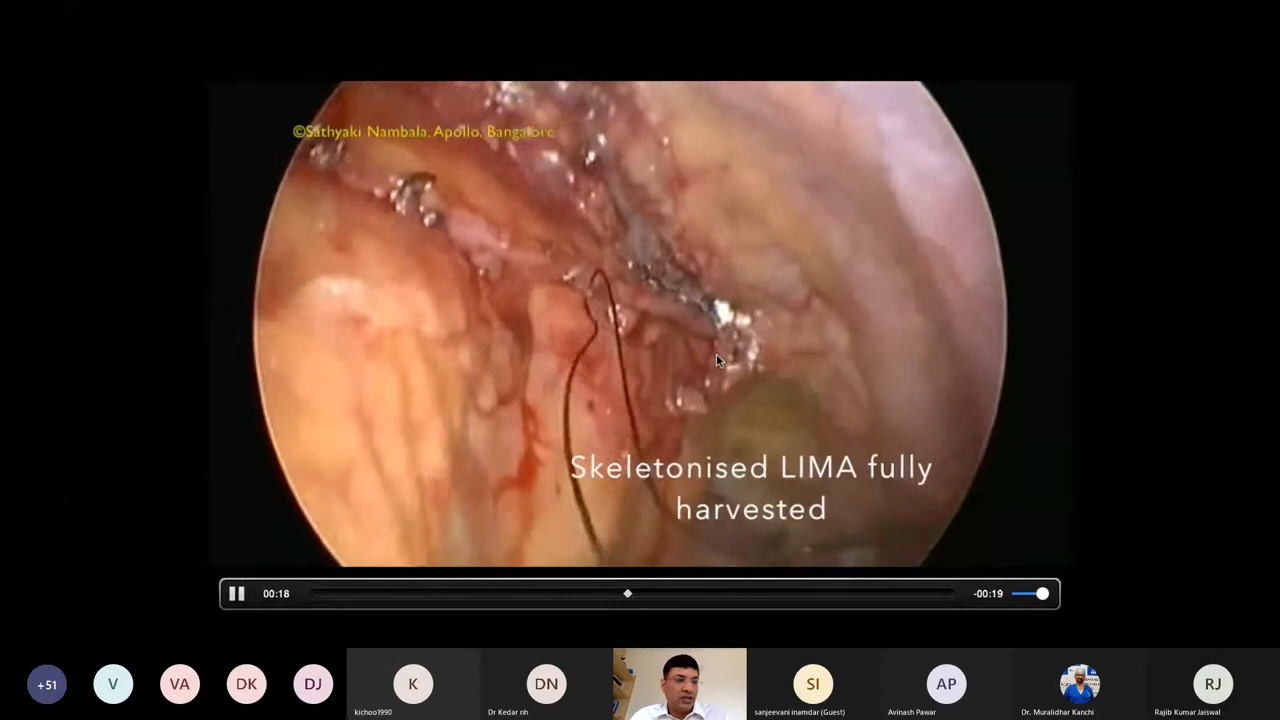 ©Sathyaki Nambala, Apollo, Bangalore
Skeletonised LIMA fully
harvested
00:18
-00:19
+51
V
VA
DK
DJ
K
DN
SI
AP
RJ
kichoo1990
Dr Kedar nh
sanjeevani inamdar (Guest)
Avinash Pawar
Dr. Muralidhar Kanchi
Rajib Kumar Jaiswal